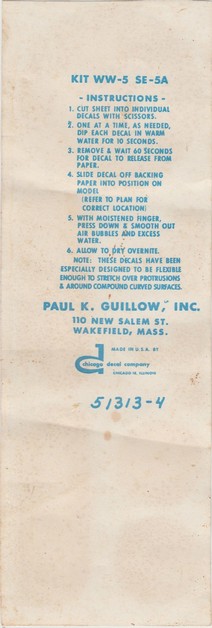 KIT WW-5 SE-5A
- INSTRUCTIONS -
1. CUT SHEET INTO INDIVIDUAL
DECALS WITH SCISSORS.
2. ONE AT A TIME, AS NEEDED,
DIP EACH DECAL IN WARM
WATER FOR 10 SECONDS.
3. REMOVE & WAIT 60 SECONDS
FOR DECAL TO RELEASE FROM
PAPER.
4. SLIDE DECAL OFF BACKING
PAPER INTO POSITION ON
MODEL
(REFER TO PLAN FOR
CORRECT LOCATION)
5. WITH MOISTENED FINGER,
PRESS DOWN & SMOOTH OUT
AIR BUBBLES AND EXCESS
WATER.
6. ALLOW TO DRY OVERNITE.
NOTE: THESE DECALS HAVE BEEN
ESPECIALLY DESIGNED TO BE FLEXIBLE
ENOUGH TO STRETCH OVER PROTRUSIONS
& AROUND COMPOUND CURVED SURFACES.
PAUL K. GUILLOW, INC.
110 NEW SALEM ST.
WAKEFIELD, MASS.
MADE IN U.S.A. BY
chicago decal company
CHICAGO 10, ILLINOIS
51313-4